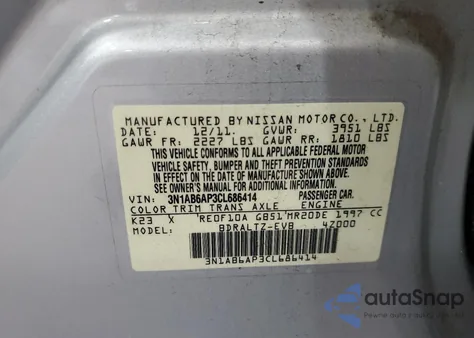 MANUFACTURED BY NISSAN MOTOR CO., LTD.
DATE: 12/11. GVWR: 3951 LBS
GAWR FR: 2227 LBS GAWR RR: 1810 LBS
THIS VEHICLE CONFORMS TO ALL APPLICABLE FEDERAL MOTOR
VEHICLE SAFETY, BUMPER, AND THEFT PREVENTION STANDARDS IN
EFFECT ON THE DATE OF MANUFACTURE SHOWN ABOVE.
SEE OWNER'S MANUAL FOR ADDITIONAL INFORMATION
VIN: 3N1AB6AP3CL686414 PASSENGER CAR.
COLOR TRIM TRANS AXLE ENGINE
K23 X RE0F10A GB51 MR20DE 1997 CC
MODEL: BDRALTZ-EVB 4Z000
3N1AB6AP3CL686414
autoSnap